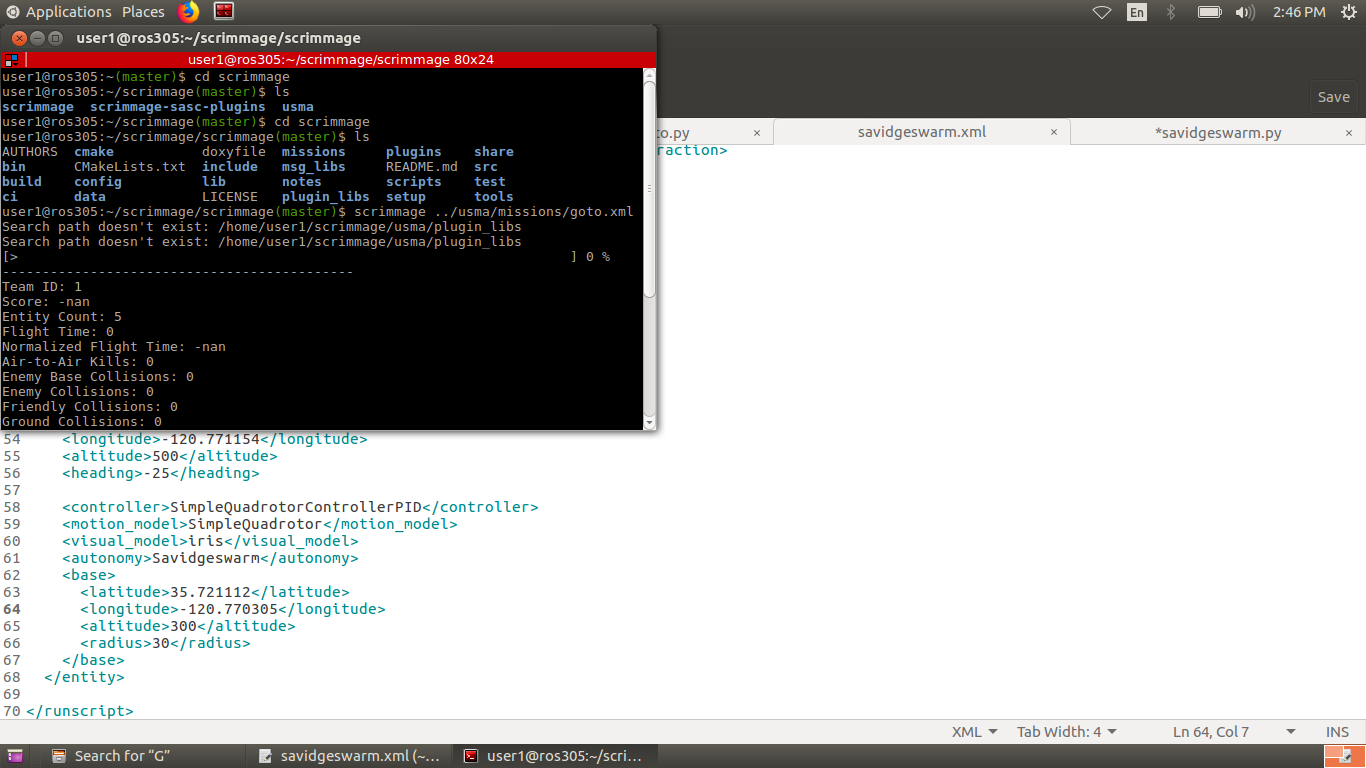 Applications Places En 2:46 PM
user1@ros305:~/scrimmage/scrimmage
user1@ros305:~/scrimmage/scrimmage 80x24
user1@ros305:~(master)$ cd scrimmage
user1@ros305:~/scrimmage(master)$ ls
scrimmage scrimmage-sasc-plugins usma
user1@ros305:~/scrimmage(master)$ cd scrimmage
user1@ros305:~/scrimmage/scrimmage(master)$ ls
AUTHORS cmake doxyfile missions plugins share
bin CMakeLists.txt include msg_libs README.md src
build config lib notes scripts test
ci data LICENSE plugin_libs setup tools
user1@ros305:~/scrimmage/scrimmage(master)$ scrimmage ../usma/missions/goto.xml
Search path doesn't exist: /home/user1/scrimmage/usma/plugin_libs
Search path doesn't exist: /home/user1/scrimmage/usma/plugin_libs
[> ] 0 %
--------------------------------------------
Team ID: 1
Score: -nan
Entity Count: 5
Flight Time: 0
Normalized Flight Time: -nan
Air-to-Air Kills: 0
Enemy Base Collisions: 0
Enemy Collisions: 0
Friendly Collisions: 0
Ground Collisions: 0
Save
to.py × savidgeswarm.xml × *savidgeswarm.py ×
raction>
54 <longitude>-120.771154</longitude>
55 <altitude>500</altitude>
56 <heading>-25</heading>
57
58 <controller>SimpleQuadrotorControllerPID</controller>
59 <motion_model>SimpleQuadrotor</motion_model>
60 <visual_model>iris</visual_model>
61 <autonomy>Savidgeswarm</autonomy>
62 <base>
63 <latitude>35.721112</latitude>
64 <longitude>-120.770305</longitude>
65 <altitude>300</altitude>
66 <radius>30</radius>
67 </base>
68 </entity>
69
70 </runscript>
XML Tab Width: 4 Ln 64, Col 7 INS
Search for “G” savidgeswarm.xml (~... user1@ros305:~/scri...